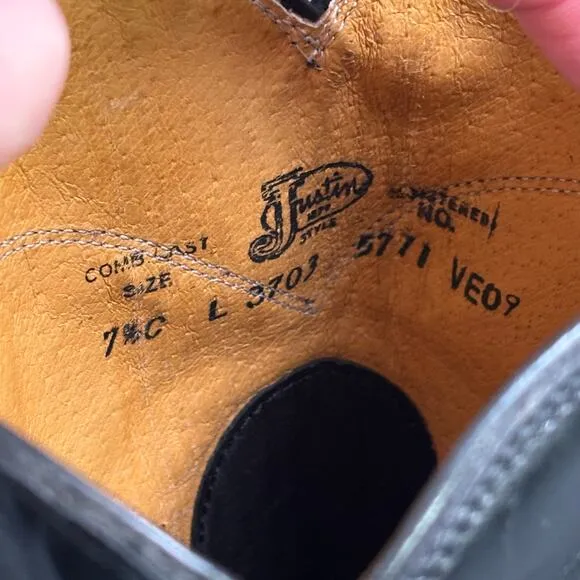 Justin
STYLE
REGISTERED
NO.
COMB LAST
SIZE
7½C L 3703 5771 VE09